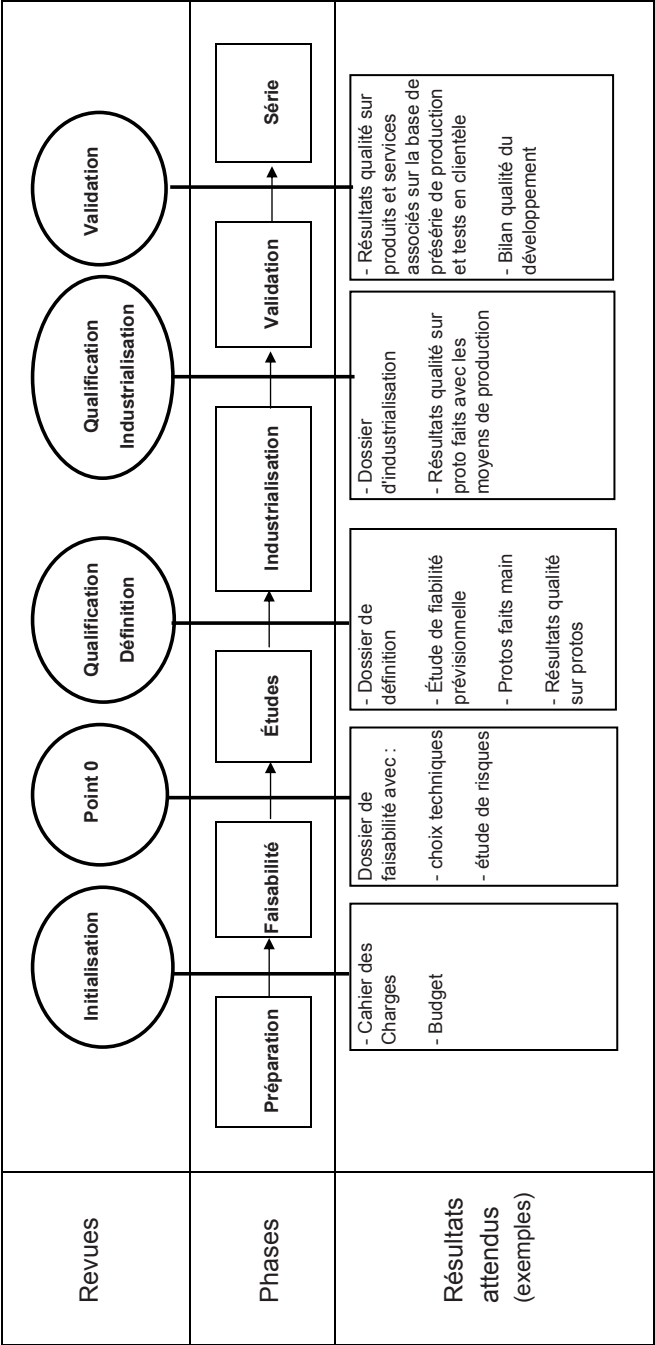 Revues
Initialisation
Point 0
Qualification
Définition
Qualification
Industrialisation
Validation
Phases
Préparation
Faisabilité
Études
Industrialisation
Validation
Série
Résultats
attendus
(exemples)
- Cahier des
Charges
- Budget
Dossier de
faisabilité avec :
- choix techniques
- étude de risques
- Dossier de
définition
- Étude de fiabilité
prévisionnelle
- Protos faits main
- Résultats qualité
sur protos
- Dossier
d'industrialisation
- Résultats qualité sur
proto faits avec les
moyens de production
- Résultats qualité sur
produits et services
associés sur la base de
présérie de production
et tests en clientèle
- Bilan qualité du
développement